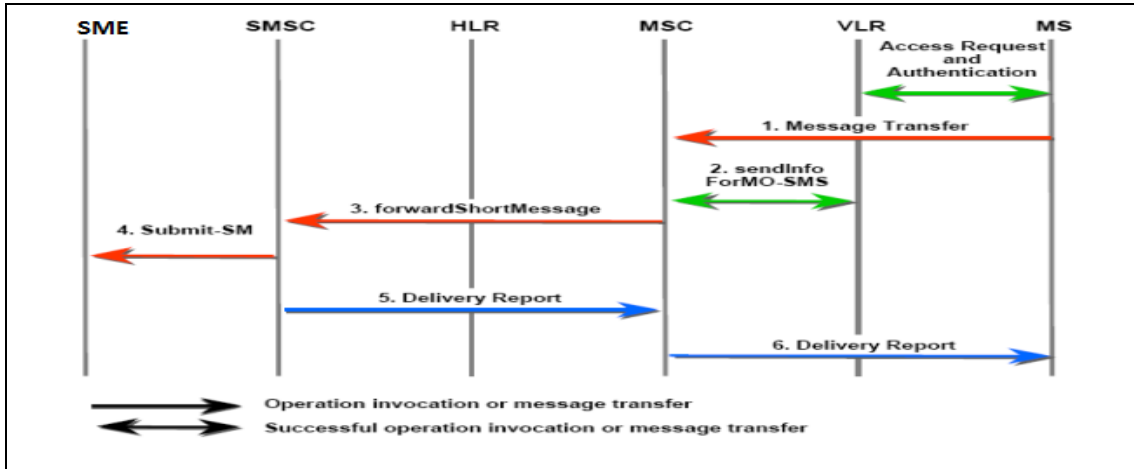 SME SMSC HLR MSC VLR MS
Access Request
and
Authentication
1. Message Transfer
2. sendInfo
ForMO-SMS
3. forwardShortMessage
4. Submit-SM
5. Delivery Report
6. Delivery Report
Operation invocation or message transfer
Successful operation invocation or message transfer